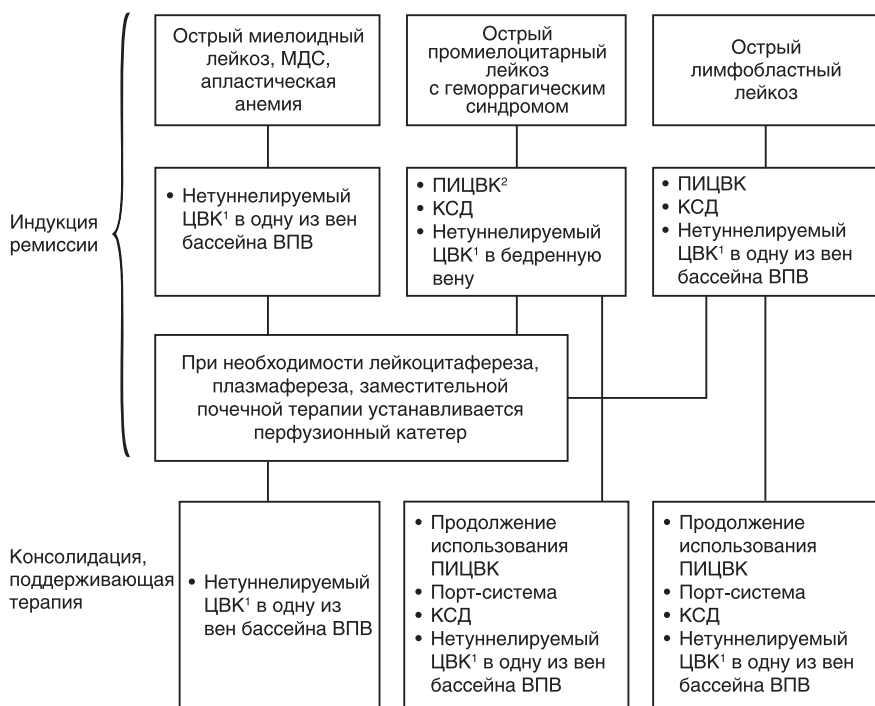 Острый миелоидный
лейкоз, МДС,
апластическая
анемия
Острый
промиелоцитарный
лейкоз
с геморрагическим
синдромом
Острый
лимфобластный
лейкоз
Индукция
ремиссии
• Нетуннелируемый
ЦВК¹ в одну из вен
бассейна ВПВ
• ПИЦВК²
• КСД
• Нетуннелируемый
ЦВК¹ в бедренную
вену
• ПИЦВК
• КСД
• Нетуннелируемый
ЦВК¹ в одну из вен
бассейна ВПВ
При необходимости лейкоцитафереза,
плазмафереза, заместительной
почечной терапии устанавливается
перфузионный катетер
Консолидация,
поддерживающая
терапия
• Нетуннелируемый
ЦВК¹ в одну из
вен бассейна ВПВ
• Продолжение
использования
ПИЦВК
• Порт-система
• КСД
• Нетуннелируемый
ЦВК¹ в одну из вен
бассейна ВПВ
• Продолжение
использования
ПИЦВК
• Порт-система
• КСД
• Нетуннелируемый
ЦВК¹ в одну из вен
бассейна ВПВ